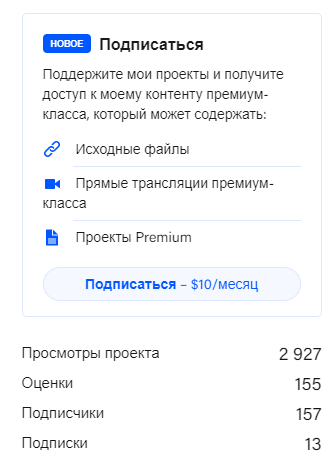 НОВОЕ Подписаться
Поддержите мои проекты и получите
доступ к моему контенту премиум-
класса, который может содержать:
Исходные файлы
Прямые трансляции премиум-
класса
Проекты Premium
Подписаться – $10/месяц
Просмотры проекта 2 927
Оценки 155
Подписчики 157
Подписки 13